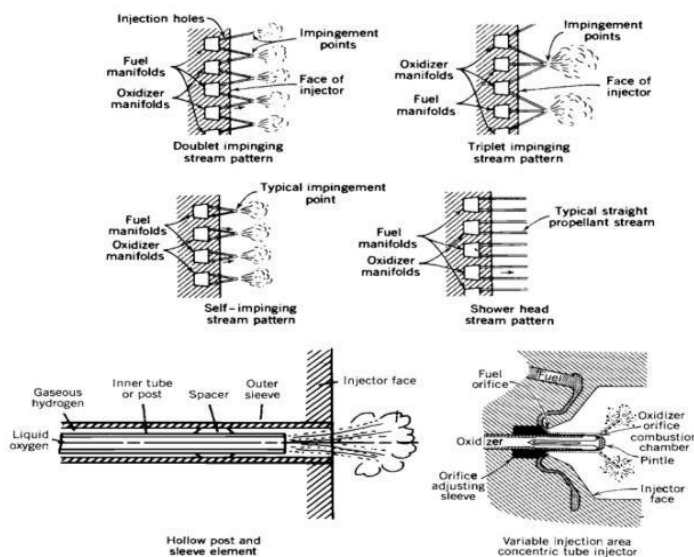 Injection holes
Impingement
points
Fuel
manifolds
Oxidizer
manifolds
Face of
injector
Doublet impinging
stream pattern
Impingement
points
Oxidizer
manifolds
Fuel
manifolds
Face of
injector
Triplet impinging
stream pattern
Typical impingement
point
Fuel
manifolds
Oxidizer
manifolds
Self-impinging
stream pattern
Typical straight
propellant stream
Fuel
manifolds
Oxidizer
manifolds
Shower head
stream pattern
Gaseous
hydrogen
Inner tube
or post
Spacer
Outer
sleeve
Injector face
Liquid
oxygen
Hollow post and
sleeve element
Fuel
orifice
Fuel
Oxidizer
Oxidizer
orifice
combustion
chamber
Pintle
Orifice
adjusting
sleeve
Injector
face
Variable injection area
concentric tube injector